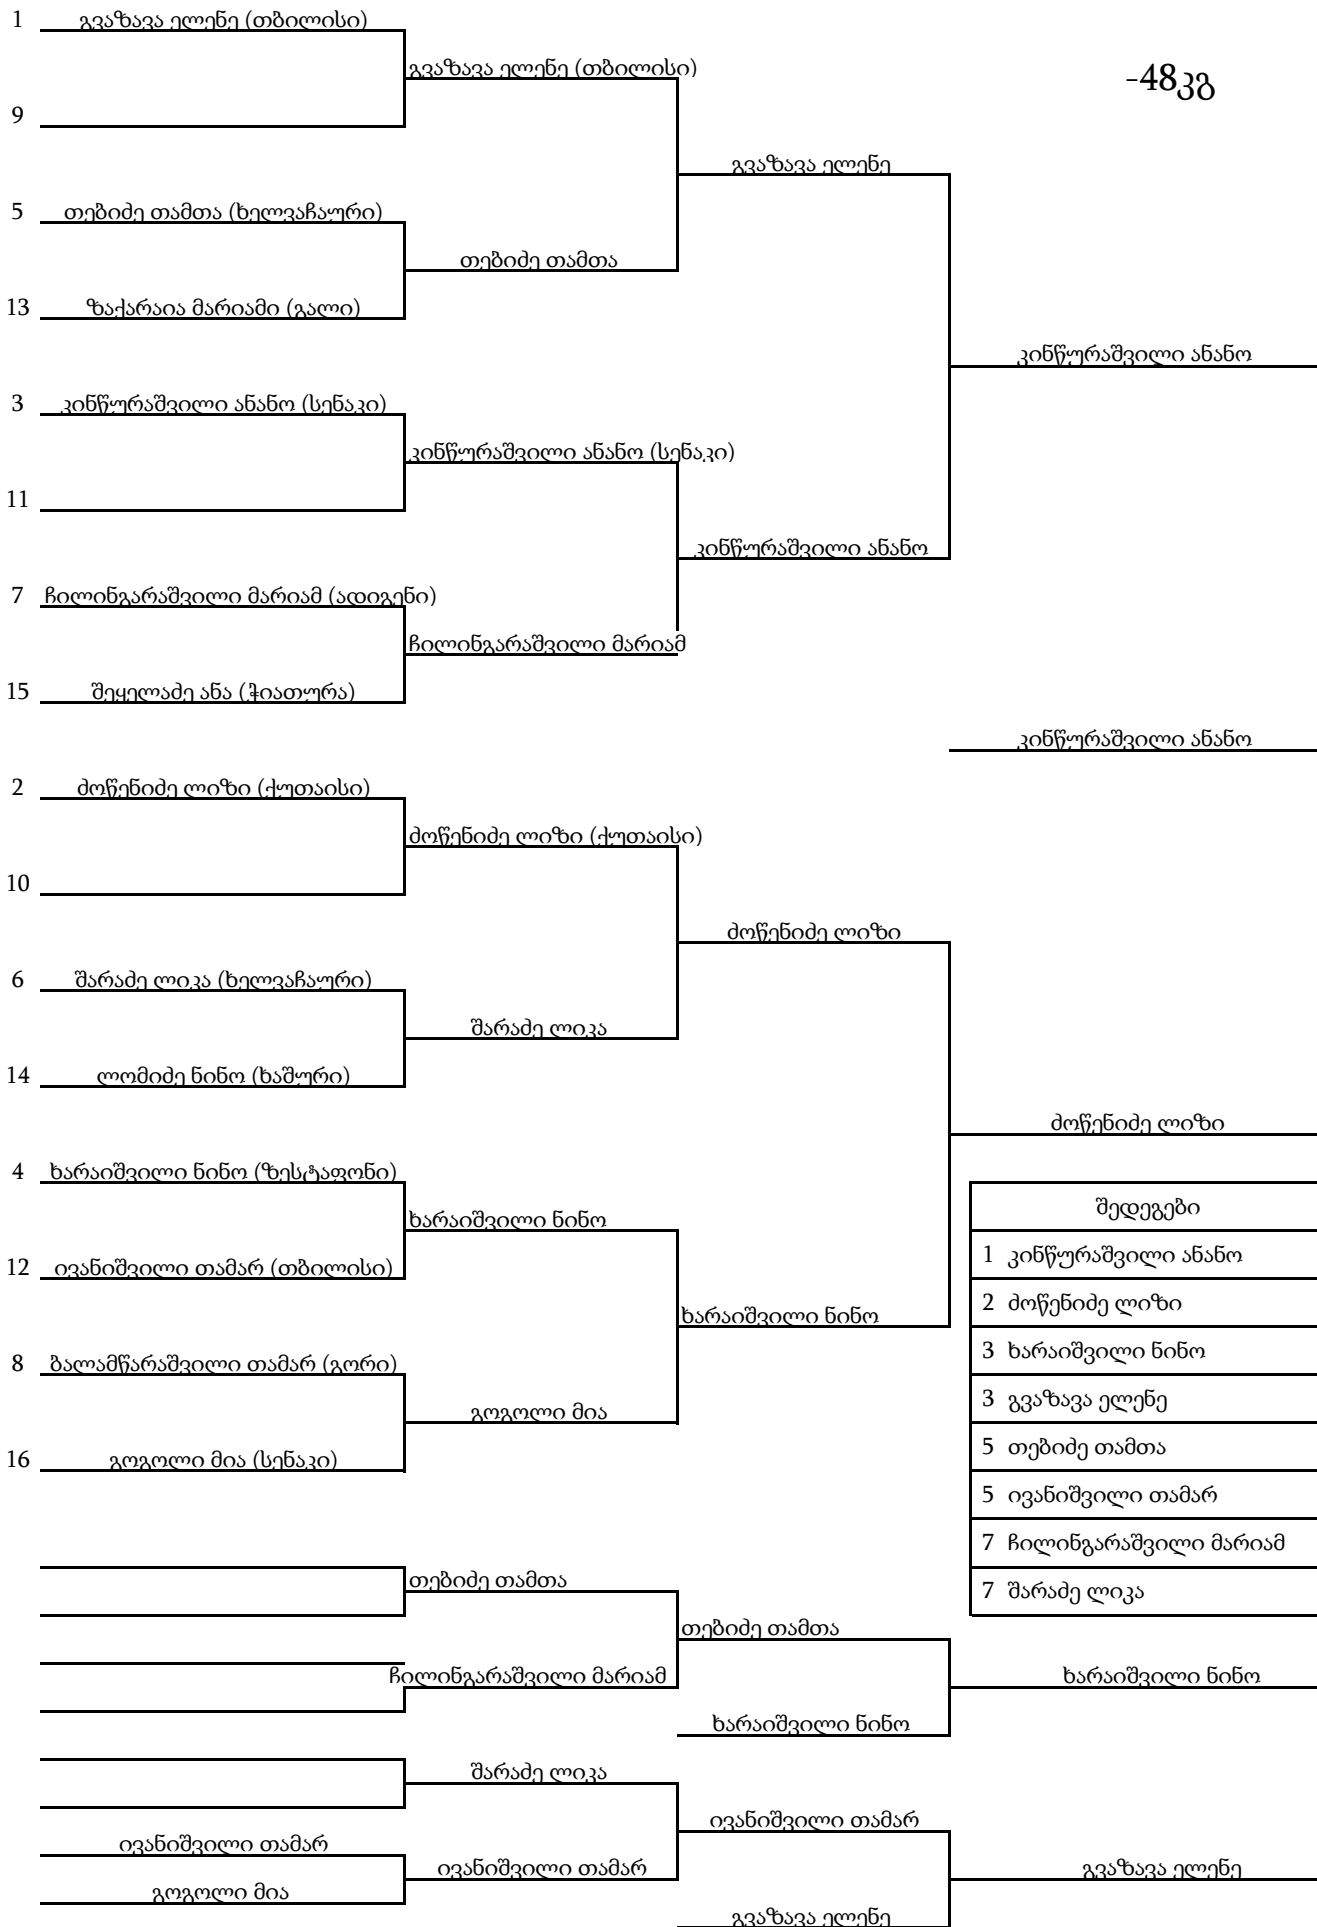 1 გვაზავა ელენე (თბილისი)
გვაზავა ელენე (თბილისი)
-48კგ
9
გვაზავა ელენე
5 თებიძე თამთა (ხელვაჩაური)
თებიძე თამთა
13 ზაქარაია მარიამი (გალი)
კინწურაშვილი ანანო
3 კინწურაშვილი ანანო (სენაკი)
კინწურაშვილი ანანო (სენაკი)
11
კინწურაშვილი ანანო
7 ჩილინგარაშვილი მარიამ (ადიგენი)
ჩილინგარაშვილი მარიამ
15 შეყელაძე ანა (ჭიათურა)
კინწურაშვილი ანანო
2 ძოწენიძე ლიზი (ქუთაისი)
ძოწენიძე ლიზი (ქუთაისი)
10
ძოწენიძე ლიზი
6 შარაძე ლიკა (ხელვაჩაური)
შარაძე ლიკა
14 ლომიძე ნინო (ხაშური)
ძოწენიძე ლიზი
4 ხარაიშვილი ნინო (ზესტაფონი)
ხარაიშვილი ნინო
12 ივანიშვილი თამარ (თბილისი)
ხარაიშვილი ნინო
8 ბალამწარაშვილი თამარ (გორი)
გოგოლი მია
16 გოგოლი მია (სენაკი)
შედეგები
1 კინწურაშვილი ანანო
2 ძოწენიძე ლიზი
3 ხარაიშვილი ნინო
3 გვაზავა ელენე
5 თებიძე თამთა
5 ივანიშვილი თამარ
7 ჩილინგარაშვილი მარიამ
7 შარაძე ლიკა
თებიძე თამთა
თებიძე თამთა
ჩილინგარაშვილი მარიამ
ხარაიშვილი ნინო
ხარაიშვილი ნინო
შარაძე ლიკა
ივანიშვილი თამარ
ივანიშვილი თამარ
ივანიშვილი თამარ
გვაზავა ელენე
გოგოლი მია
გვაზავა ელენე